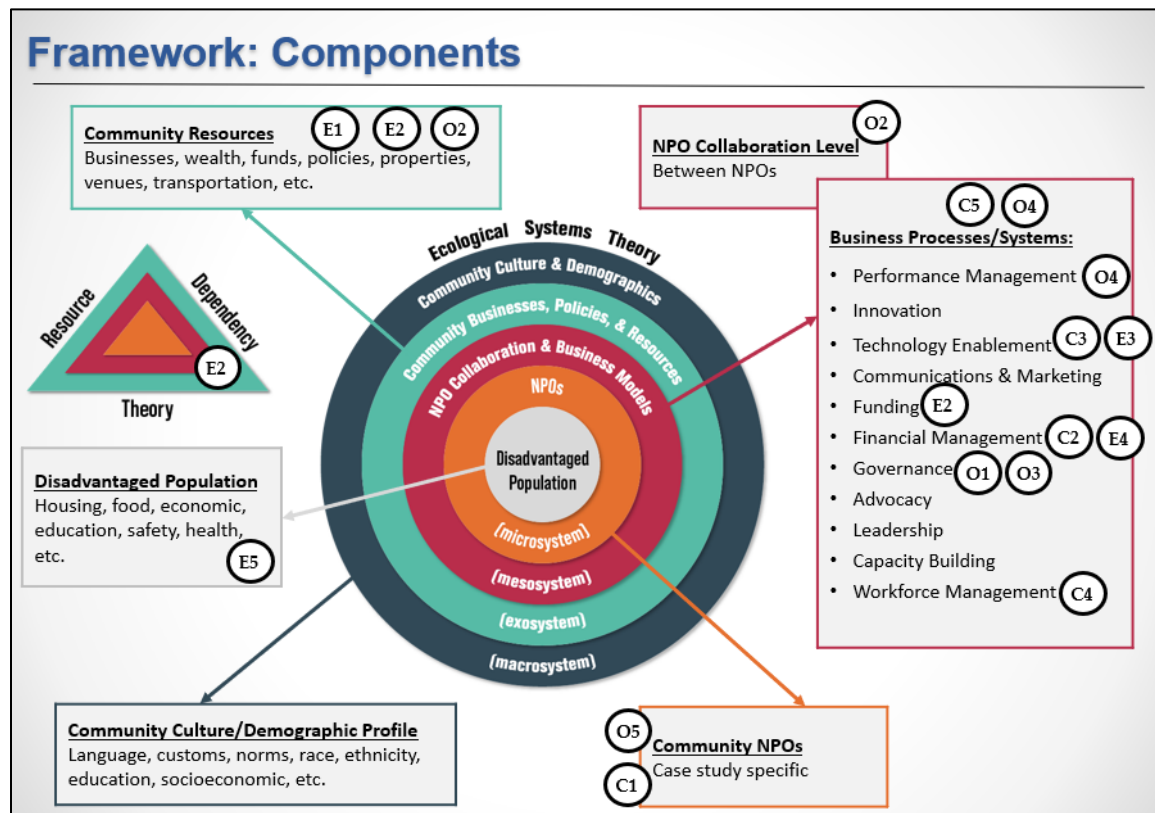 Framework: Components
Community Resources
E1
E2
O2
Businesses, wealth, funds, policies, properties,
venues, transportation, etc.
O2
NPO Collaboration Level
Between NPOs
C5
O4
Business Processes/Systems:
• Performance Management O4
• Innovation
• Technology Enablement C3 E3
• Communications & Marketing
• Funding E2
• Financial Management C2 E4
• Governance O1 O3
• Advocacy
• Leadership
• Capacity Building
• Workforce Management C4
Resource
Dependency
Theory
E2
Ecological Systems Theory
Community Culture & Demographics
Community Businesses, Policies, & Resources
NPO Collaboration & Business Models
NPOs
Disadvantaged
Population
(microsystem)
(mesosystem)
(exosystem)
(macrosystem)
Disadvantaged Population
Housing, food, economic,
education, safety, health,
etc.
E5
Community Culture/Demographic Profile
Language, customs, norms, race, ethnicity,
education, socioeconomic, etc.
O5
C1
Community NPOs
Case study specific